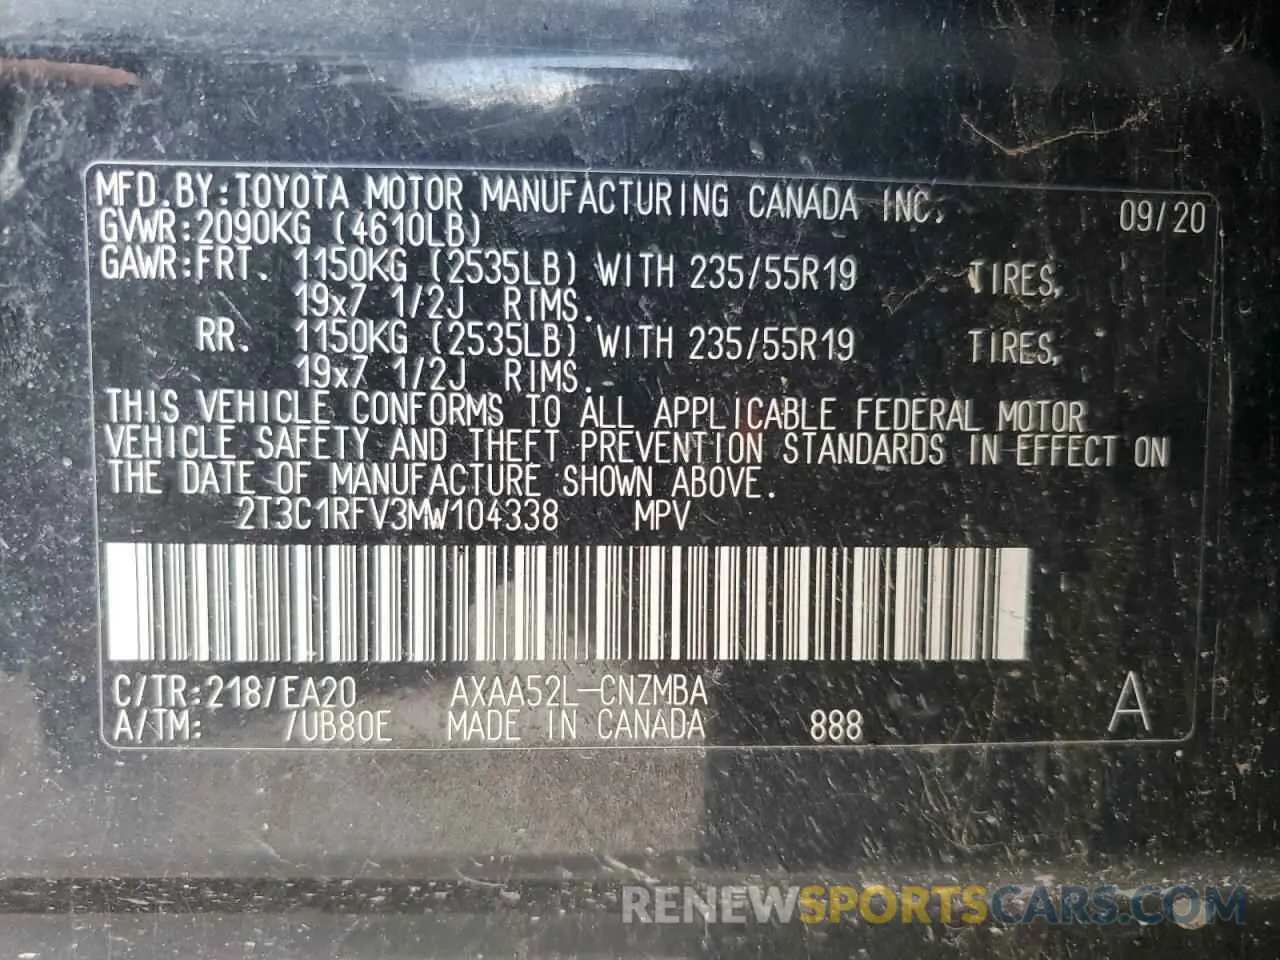 MFD.BY:TOYOTA MOTOR MANUFACTURING CANADA INC. 09/20
GVWR:2090KG (4610LB)
GAWR:FRT. 1150KG (2535LB) WITH 235/55R19 TIRES,
19x7 1/2J RIMS.
RR. 1150KG (2535LB) WITH 235/55R19 TIRES,
19x7 1/2J RIMS.
THIS VEHICLE CONFORMS TO ALL APPLICABLE FEDERAL MOTOR
VEHICLE SAFETY AND THEFT PREVENTION STANDARDS IN EFFECT ON
THE DATE OF MANUFACTURE SHOWN ABOVE.
2T3C1RFV3MW104338 MPV
C/TR:218/EA20 AXAA52L-CNZMBA A
A/TM: /UB80E MADE IN CANADA 888
RENEWSPORTSCARS.COM